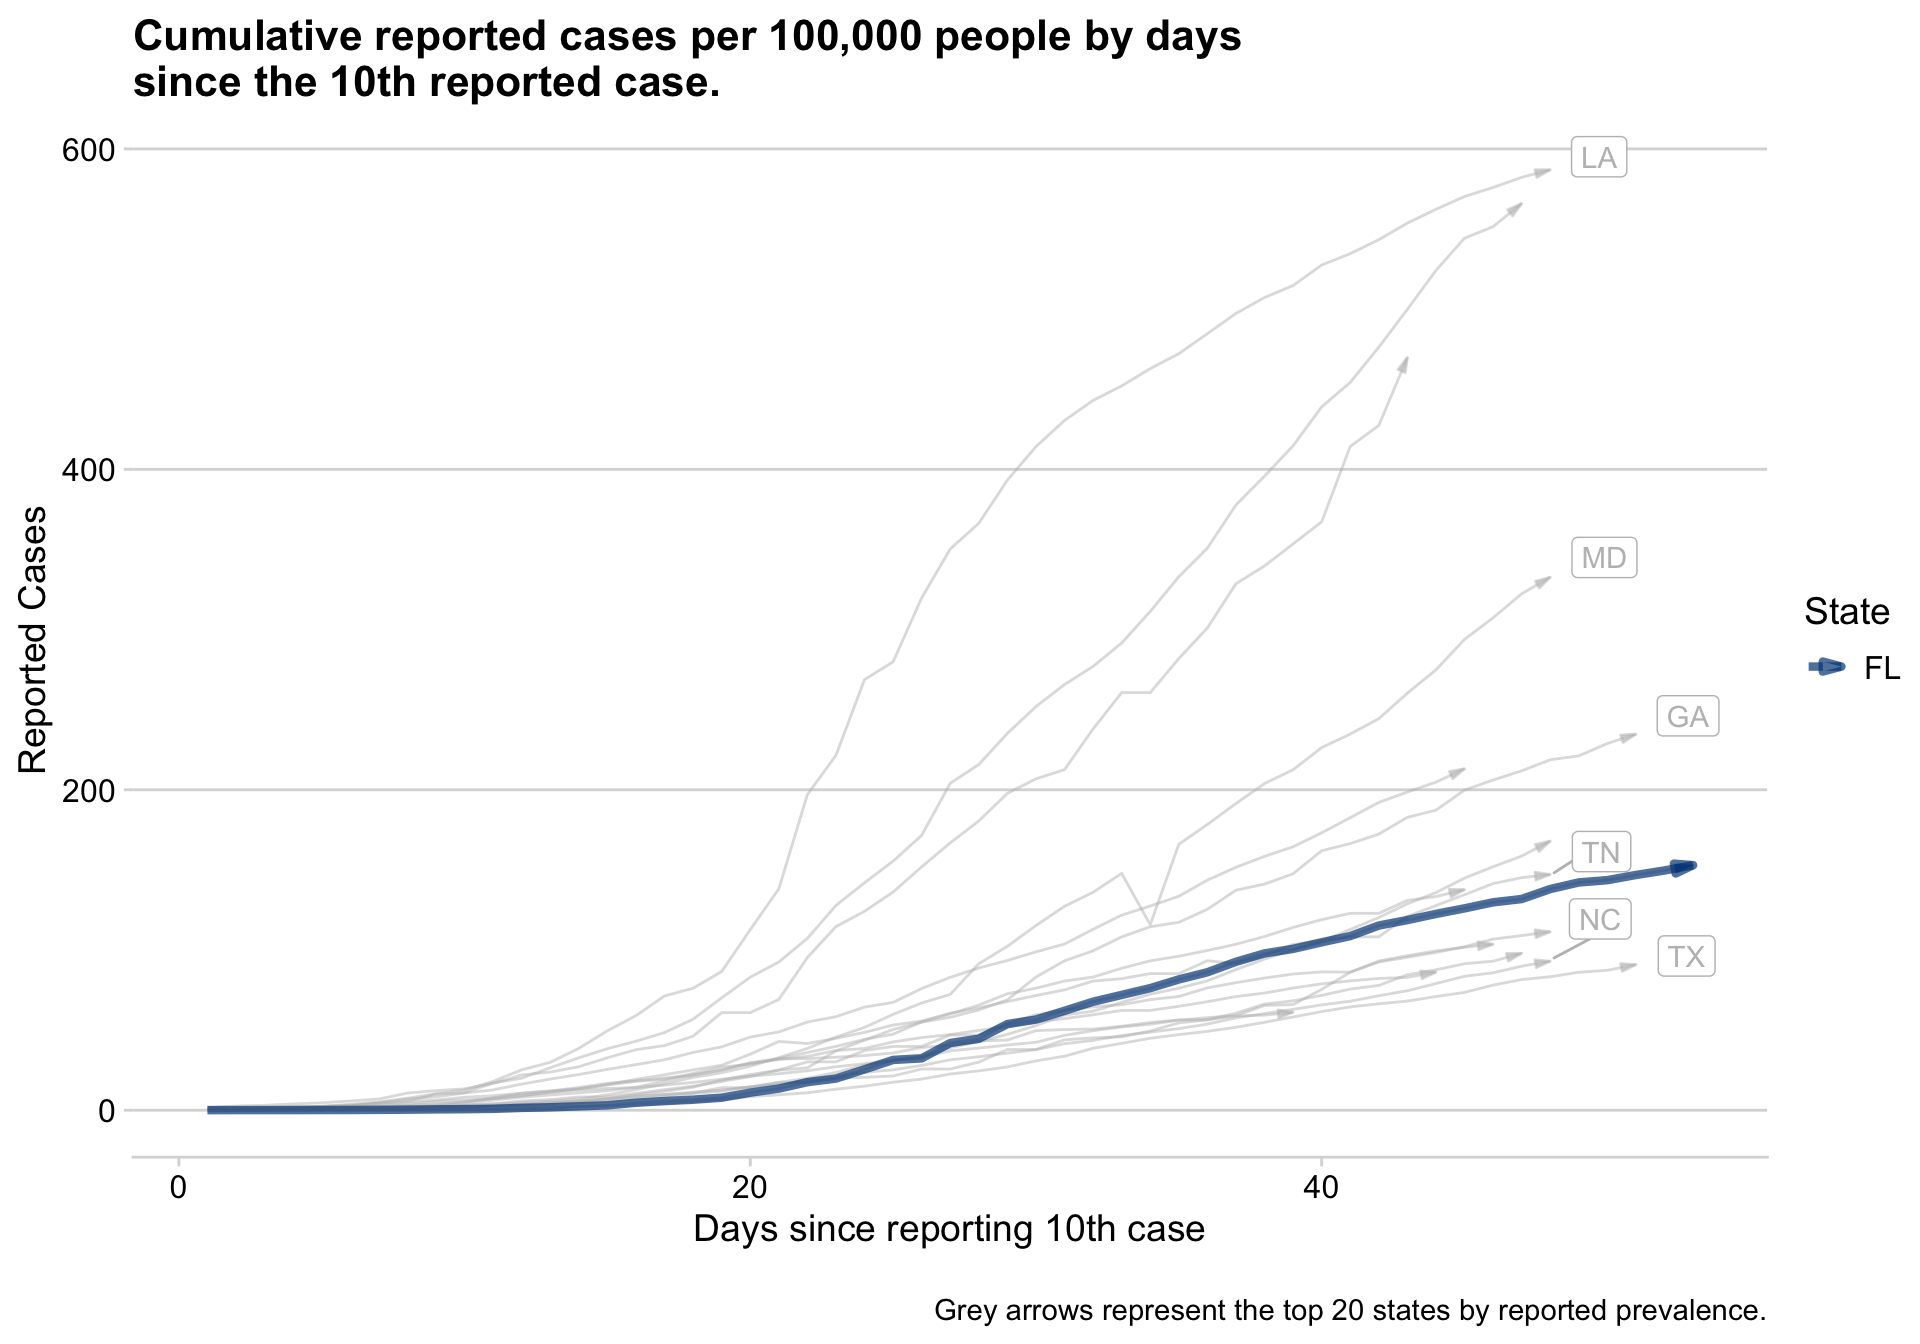 Cumulative reported cases per 100,000 people by days
since the 10th reported case.
600
400
200
0
Reported Cases
LA
MD
GA
TN
NC
TX
State
FL
0 20 40
Days since reporting 10th case
Grey arrows represent the top 20 states by reported prevalence.